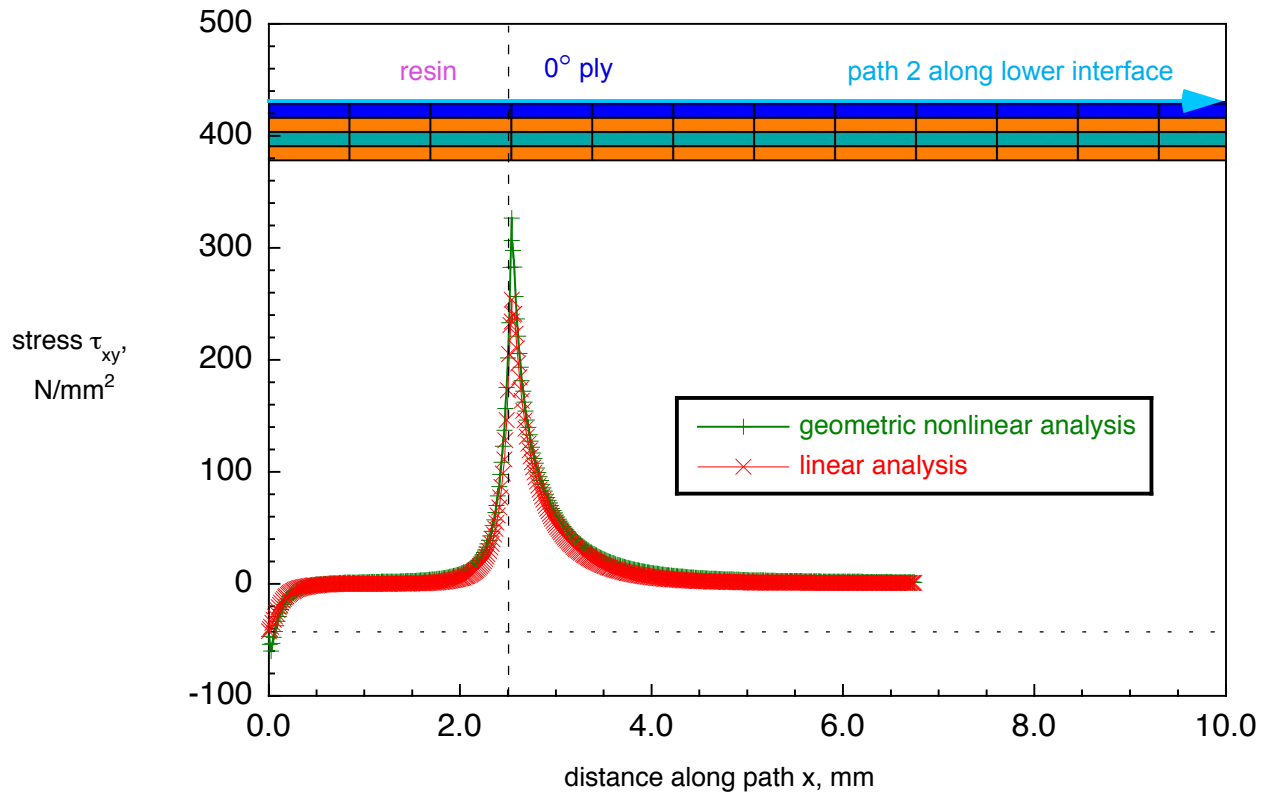 500
resin
0° ply
path 2 along lower interface
400
300
stress τxy,
N/mm2
200
geometric nonlinear analysis
100
linear analysis
0
-100
0.0
2.0
4.0
6.0
8.0
10.0
distance along path x, mm